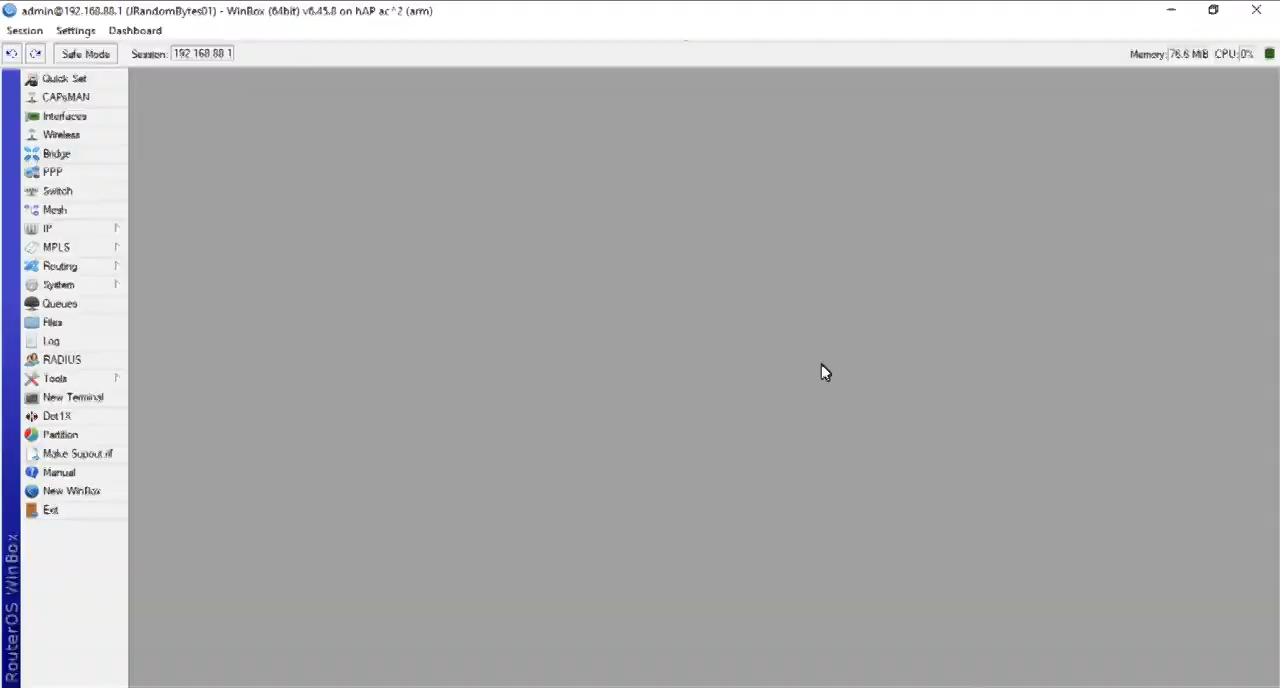 admin@192.168.88.1 (JRandomBytes01) - WinBox (64bit) v6.45.8 on hAP ac^2 (arm)
Session Settings Dashboard
Safe Mode Session: 192.168.88.1 Memory: 76.6 MiB CPU: 0%
Quick Set
CAPsMAN
Interfaces
Wireless
Bridge
PPP
Switch
Mesh
IP
MPLS
Routing
System
Queues
Files
Log
RADIUS
Tools
New Terminal
Dot1X
Partition
Make Supout.rif
Manual
New WinBox
Exit
RouterOS WinBox